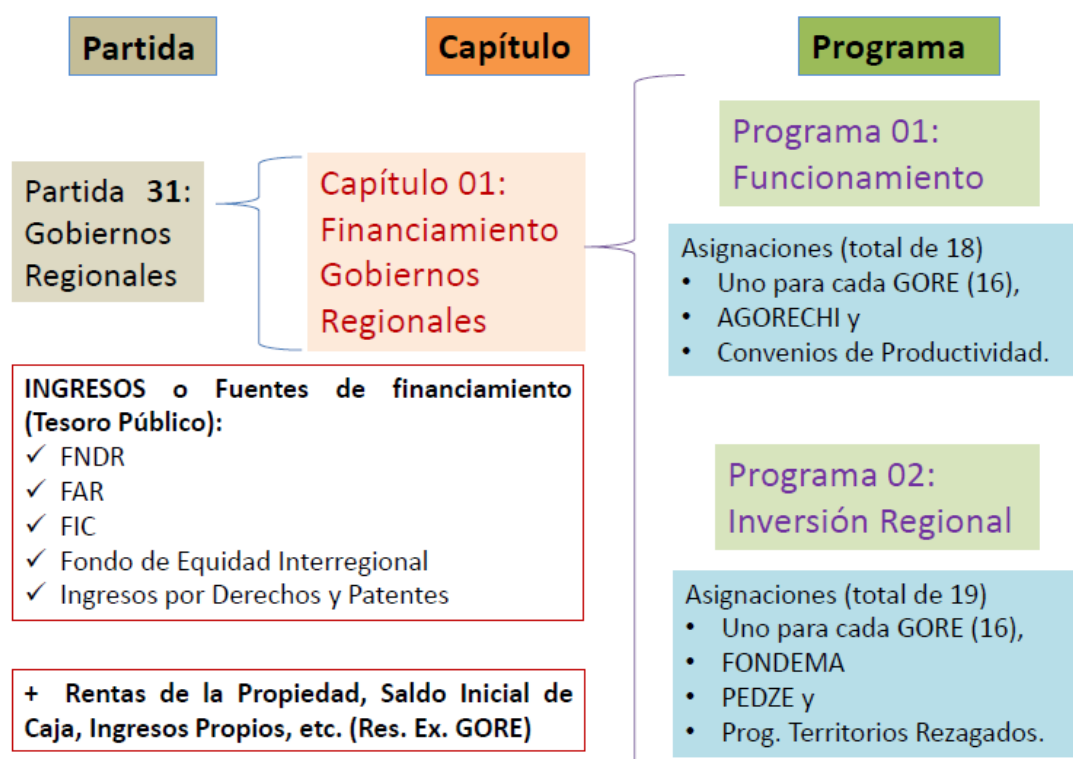 Partida
Capítulo
Programa
Partida 31:
Gobiernos
Regionales
Capítulo 01:
Financiamiento
Gobiernos
Regionales
Programa 01:
Funcionamiento
Asignaciones (total de 18)
• Uno para cada GORE (16),
• AGORECHI y
• Convenios de Productividad.
INGRESOS o Fuentes de financiamiento
(Tesoro Público):
✓ FNDR
✓ FAR
✓ FIC
✓ Fondo de Equidad Interregional
✓ Ingresos por Derechos y Patentes
Programa 02:
Inversión Regional
Asignaciones (total de 19)
• Uno para cada GORE (16),
• FONDEMA
• PEDZE y
• Prog. Territorios Rezagados.
+ Rentas de la Propiedad, Saldo Inicial de
Caja, Ingresos Propios, etc. (Res. Ex. GORE)